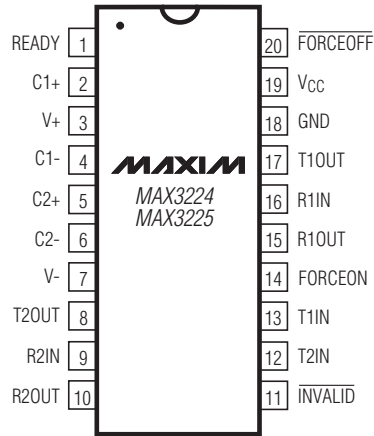 READY 1
C1+ 2
V+ 3
C1- 4
C2+ 5
C2- 6
V- 7
T2OUT 8
R2IN 9
R2OUT 10
MAXIM
MAX3224
MAX3225
20 FORCEOFF
19 VCC
18 GND
17 T1OUT
16 R1IN
15 R1OUT
14 FORCEON
13 T1IN
12 T2IN
11 INVALID